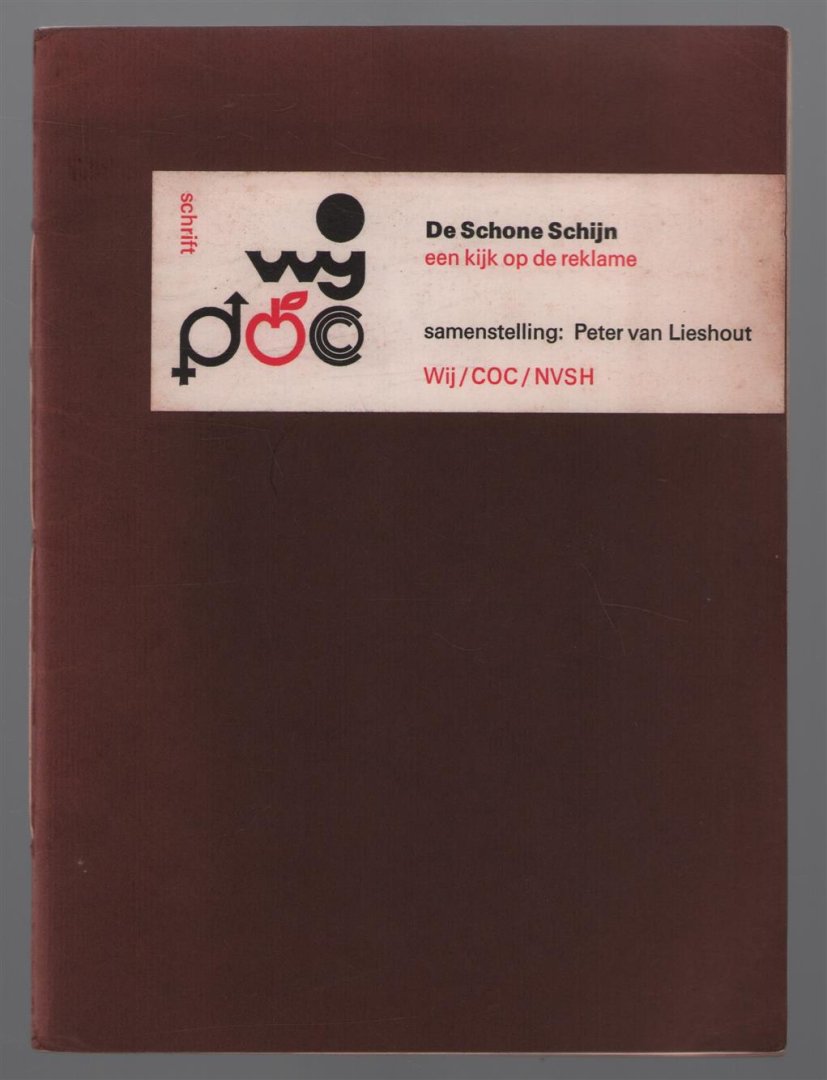 schrift
wij
De Schone Schijn
een kijk op de reklame
samenstelling: Peter van Lieshout
Wij/COC/NVSH